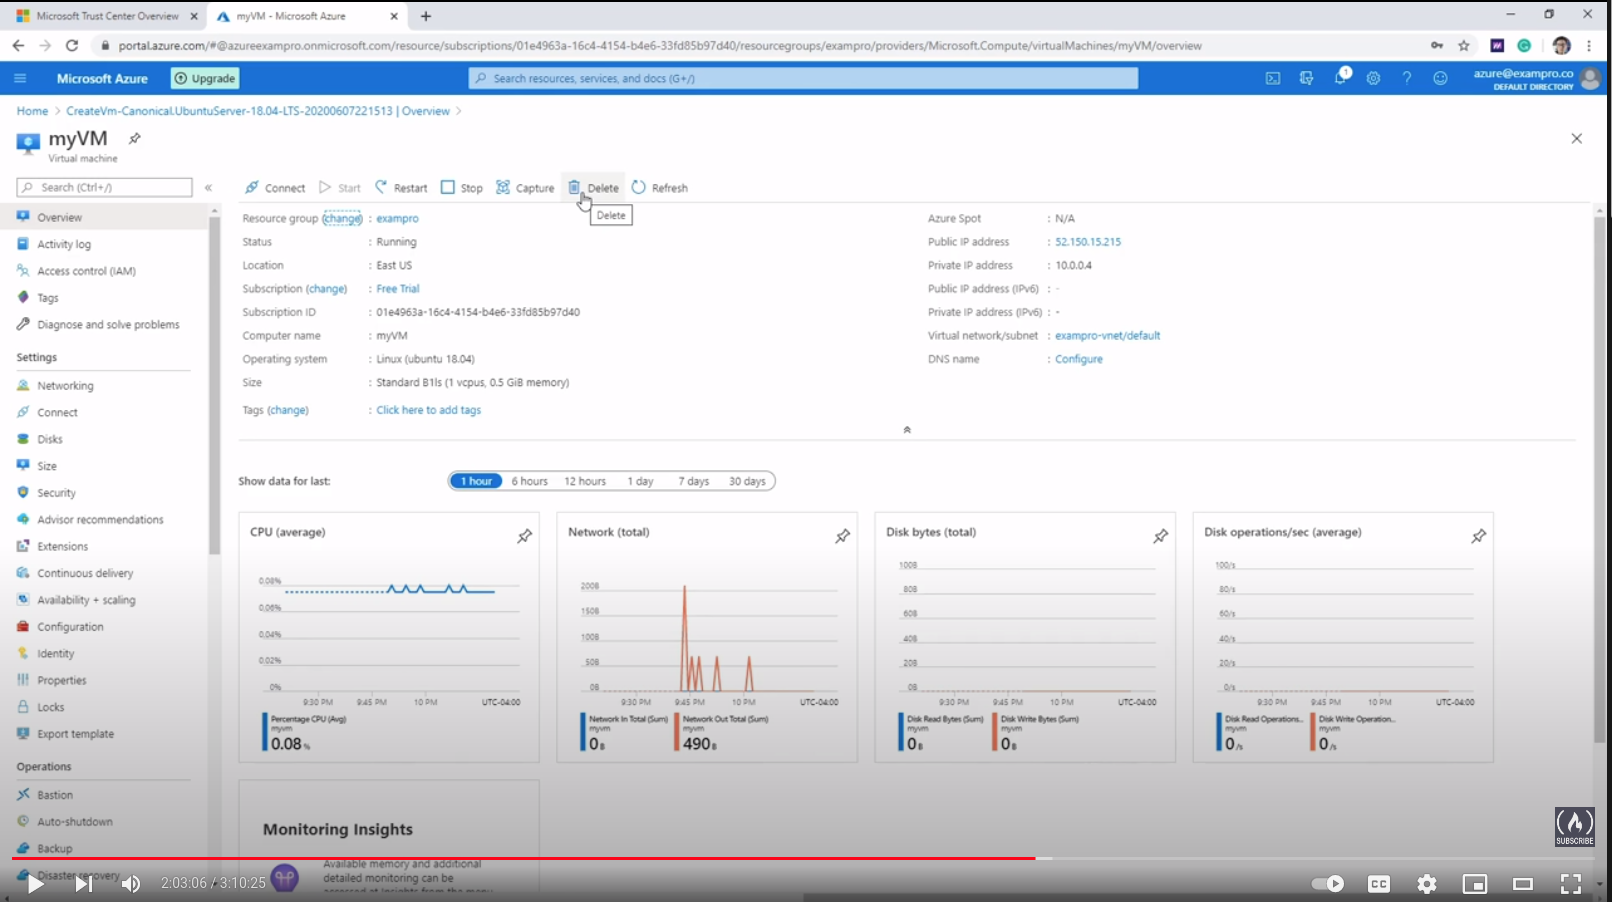 Microsoft Trust Center Overview
myVM - Microsoft Azure
portal.azure.com/#@azureexampro.onmicrosoft.com/resource/subscriptions/01e4963a-16c4-4154-b4e6-33fd85b97d40/resourcegroups/exampro/providers/Microsoft.Compute/virtualMachines/myVM/overview
Microsoft Azure
Upgrade
Search resources, services, and docs (G+/)
1
azure@exampro.co
DEFAULT DIRECTORY
Home > CreateVm-Canonical.UbuntuServer-18.04-LTS-20200607221513 | Overview >
myVM
Virtual machine
Search (Ctrl+/)
«
Connect Start Restart Stop Capture Delete Refresh
Delete
Overview
Activity log
Access control (IAM)
Tags
Diagnose and solve problems
Settings
Networking
Connect
Disks
Size
Security
Advisor recommendations
Extensions
Continuous delivery
Availability + scaling
Configuration
Identity
Properties
Locks
Export template
Operations
Bastion
Auto-shutdown
Backup
Disaster recovery
Resource group (change) : exampro
Status : Running
Location : East US
Subscription (change) : Free Trial
Subscription ID : 01e4963a-16c4-4154-b4e6-33fd85b97d40
Computer name : myVM
Operating system : Linux (ubuntu 18.04)
Size : Standard B1ls (1 vcpus, 0.5 GiB memory)
Tags (change) : Click here to add tags
Azure Spot : N/A
Public IP address : 52.150.15.215
Private IP address : 10.0.0.4
Public IP address (IPv6) : -
Private IP address (IPv6) : -
Virtual network/subnet : exampro-vnet/default
DNS name : Configure
Show data for last:
1 hour 6 hours 12 hours 1 day 7 days 30 days
CPU (average)
0.08%
0.06%
0.04%
0.02%
0%
9:30 PM 9:45 PM 10 PM UTC-04:00
Percentage CPU (Avg)
myvm
0.08 %
Network (total)
200B
150B
100B
50B
0B
9:30 PM 9:45 PM 10 PM UTC-04:00
Network In Total (Sum)
myvm
0 B
Network Out Total (Sum)
myvm
490 B
Disk bytes (total)
100B
80B
60B
40B
20B
0B
9:30 PM 9:45 PM 10 PM UTC-04:00
Disk Read Bytes (Sum)
myvm
0 B
Disk Write Bytes (Sum)
myvm
0 B
Disk operations/sec (average)
100/s
80/s
60/s
40/s
20/s
0/s
9:30 PM 9:45 PM 10 PM UTC-04:00
Disk Read Operations...
myvm
0 /s
Disk Write Operation...
myvm
0 /s
Monitoring Insights
Available memory and additional
detailed monitoring can be
accessed at Insights from the menu
SUBSCRIBE
2:03:06 / 3:10:25
CC